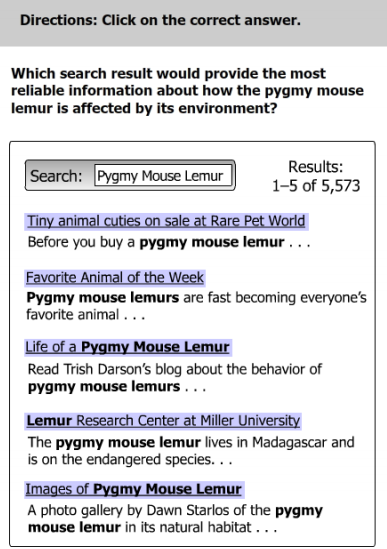 Directions: Click on the correct answer.
Which search result would provide the most
reliable information about how the pygmy mouse
lemur is affected by its environment?
Search: Pygmy Mouse Lemur
Results:
1–5 of 5,573
Tiny animal cuties on sale at Rare Pet World
Before you buy a pygmy mouse lemur . . .
Favorite Animal of the Week
Pygmy mouse lemurs are fast becoming everyone's
favorite animal . . .
Life of a Pygmy Mouse Lemur
Read Trish Darson's blog about the behavior of
pygmy mouse lemurs . . .
Lemur Research Center at Miller University
The pygmy mouse lemur lives in Madagascar and
is on the endangered species. . .
Images of Pygmy Mouse Lemur
A photo gallery by Dawn Starlos of the pygmy
mouse lemur in its natural habitat . . .